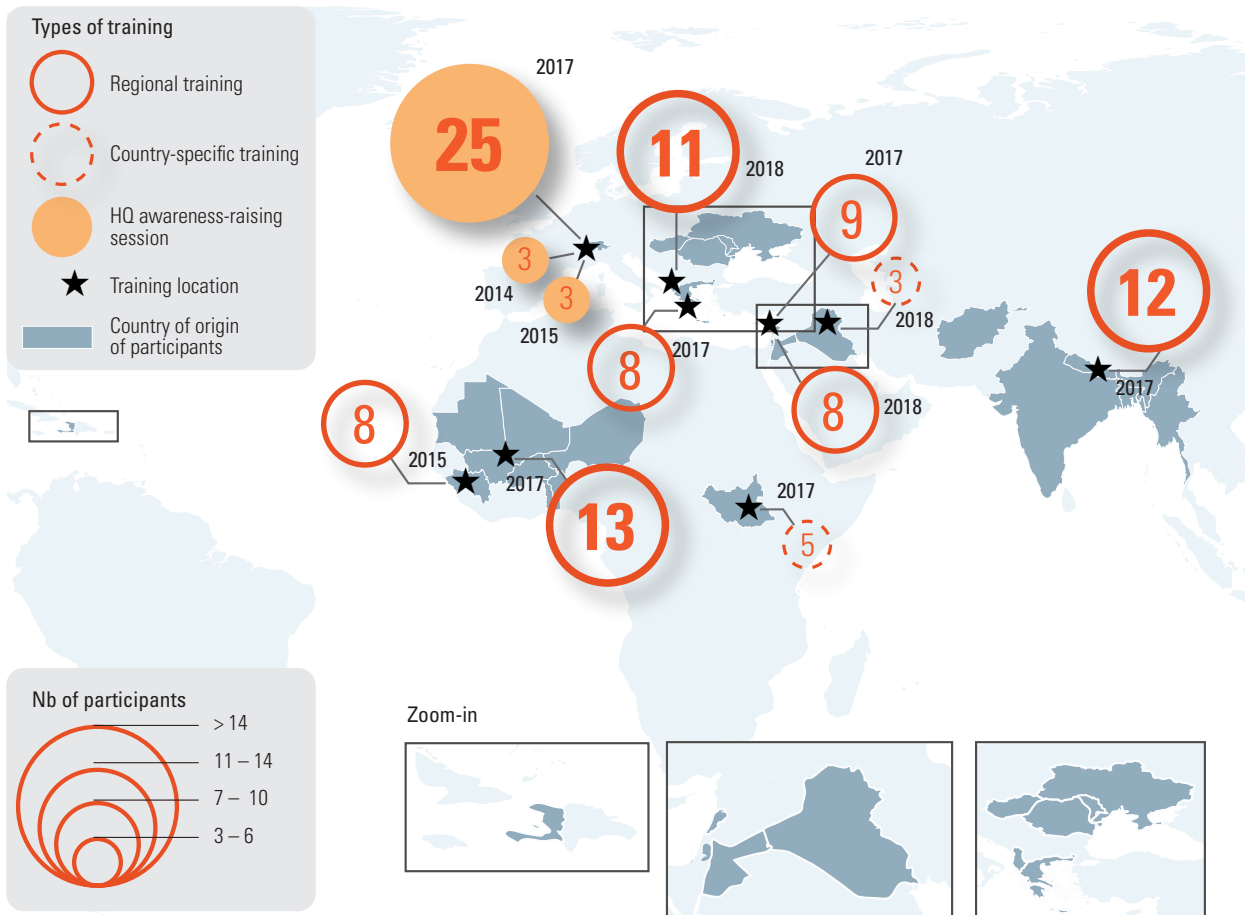 Types of training
Regional training
Country-specific training
HQ awareness-raising
session
Training location
Country of origin
of participants
2017
25
11
2018
2017
9
3
2014
3
2015
3
2018
12
2017
8
2017
8
2018
8
2015
2017
13
2017
5
Nb of participants
> 14
11 – 14
7 – 10
3 – 6
Zoom-in